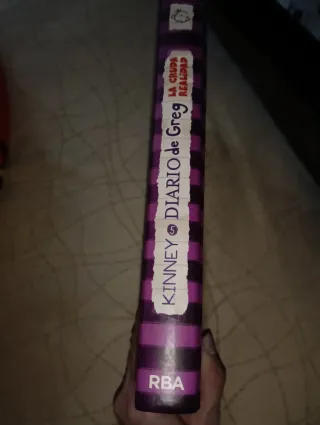 KINNEY 5 DIARIO de Greg
LA CRUDA
REALIDAD
RBA